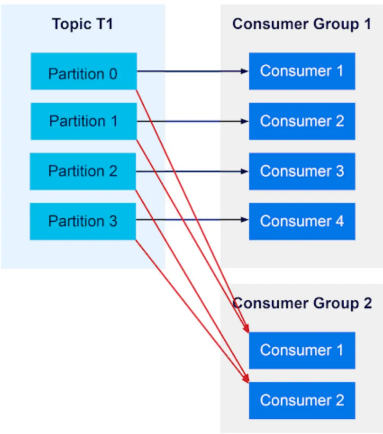 Topic T1
Partition 0
Partition 1
Partition 2
Partition 3
Consumer Group 1
Consumer 1
Consumer 2
Consumer 3
Consumer 4
Consumer Group 2
Consumer 1
Consumer 2